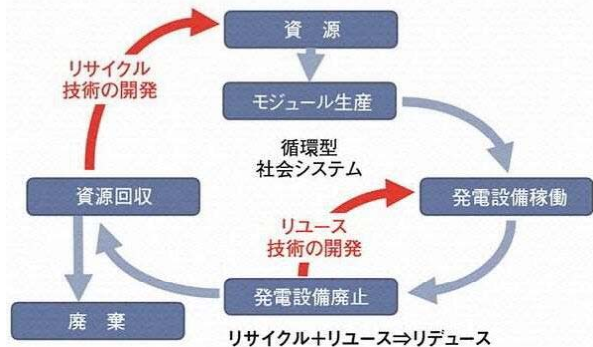 資 源
リサイクル
技術の開発
モジュール生産
循環型
社会システム
資源回収
発電設備稼働
リユース
技術の開発
発電設備廃止
廃 棄
リサイクル+リユース⇒リデュース